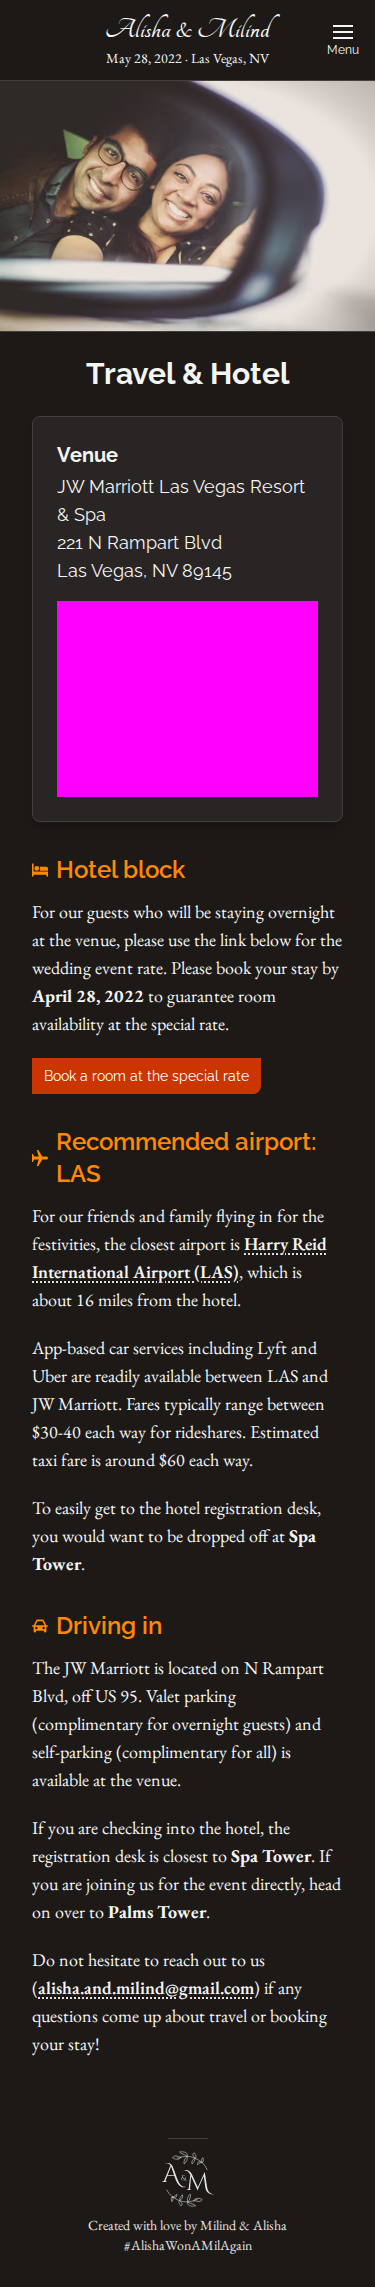 Alisha & Milind
May 28, 2022 · Las Vegas, NV
Menu
Travel & Hotel
Venue
JW Marriott Las Vegas Resort
& Spa
221 N Rampart Blvd
Las Vegas, NV 89145
Hotel block
For our guests who will be staying overnight
at the venue, please use the link below for the
wedding event rate. Please book your stay by
April 28, 2022 to guarantee room
availability at the special rate.
Book a room at the special rate
Recommended airport:
LAS
For our friends and family flying in for the
festivities, the closest airport is Harry Reid
International Airport (LAS), which is
about 16 miles from the hotel.
App-based car services including Lyft and
Uber are readily available between LAS and
JW Marriott. Fares typically range between
$30-40 each way for rideshares. Estimated
taxi fare is around $60 each way.
To easily get to the hotel registration desk,
you would want to be dropped off at Spa
Tower.
Driving in
The JW Marriott is located on N Rampart
Blvd, off US 95. Valet parking
(complimentary for overnight guests) and
self-parking (complimentary for all) is
available at the venue.
If you are checking into the hotel, the
registration desk is closest to Spa Tower. If
you are joining us for the event directly, head
on over to Palms Tower.
Do not hesitate to reach out to us
(alisha.and.milind@gmail.com) if any
questions come up about travel or booking
your stay!
A&M
Created with love by Milind & Alisha
#AlishaWonAMilAgain